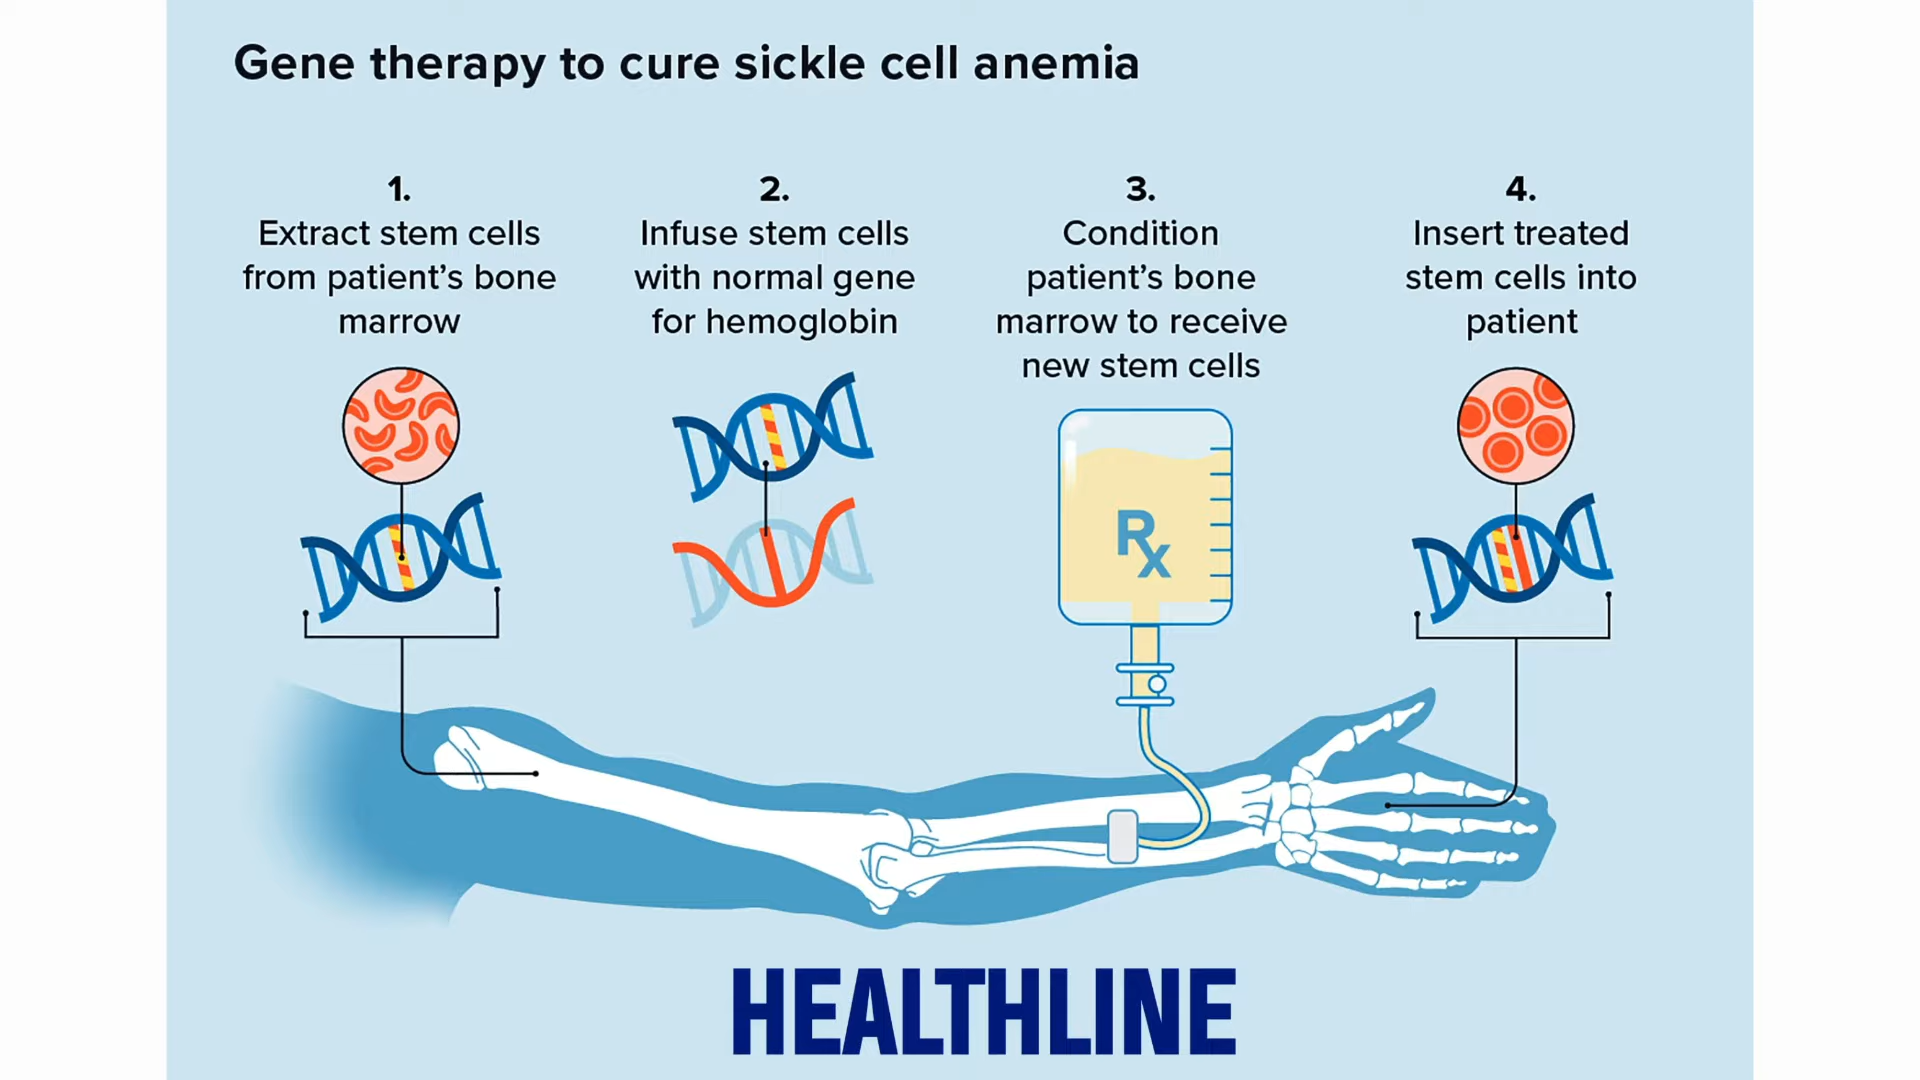 Gene therapy to cure sickle cell anemia
1.
Extract stem cells
from patient’s bone
marrow
2.
Infuse stem cells
with normal gene
for hemoglobin
3.
Condition
patient’s bone
marrow to receive
new stem cells
4.
Insert treated
stem cells into
patient
Rx
HEALTHLINE